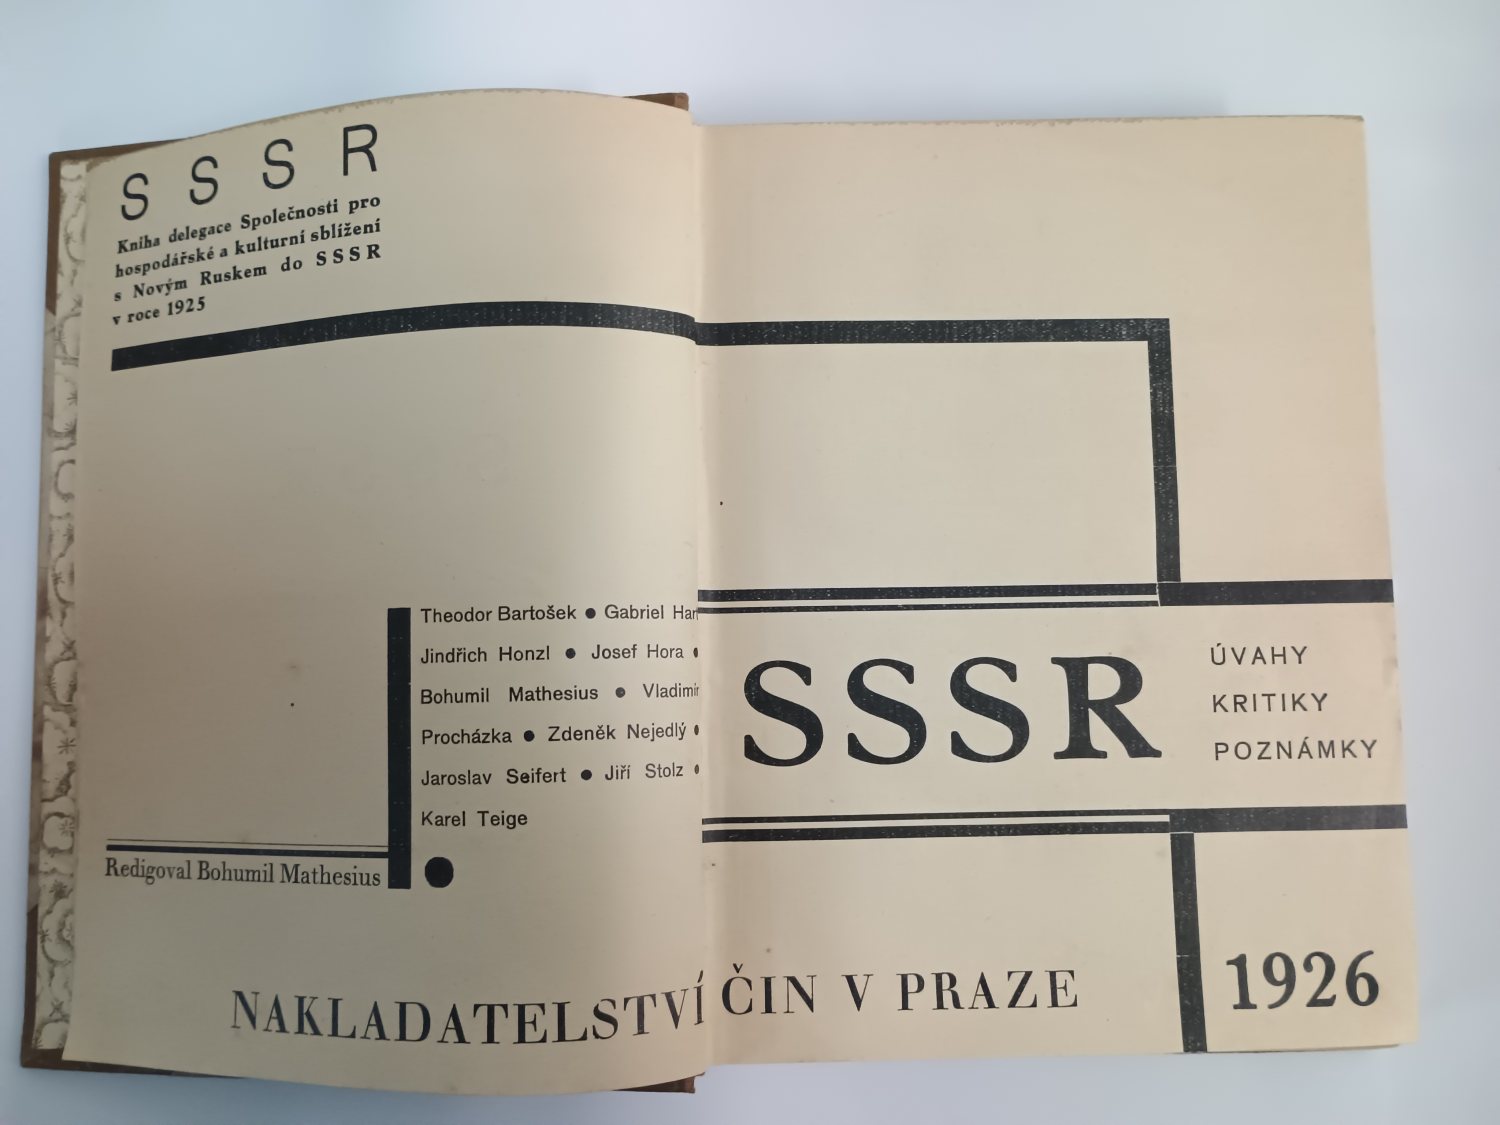 SSSR
Kniha delegace Společnosti pro
hospodářské a kulturní sblížení
s Novým Ruskem do SSSR
v roce 1925
Theodor Bartošek ● Gabriel
Jindřich Honzl ● Josef Hora ●
Bohumil Mathesius ● Vladimír
Procházka ● Zdeněk Nejedlý ●
Jaroslav Seifert ● Jiří Stolz ●
Karel Teige
●
Redigoval Bohumil Mathesius
SSSR
ÚVAHY
KRITIKY
POZNÁMKY
NAKLADATELSTVÍ ČIN V PRAZE
1926